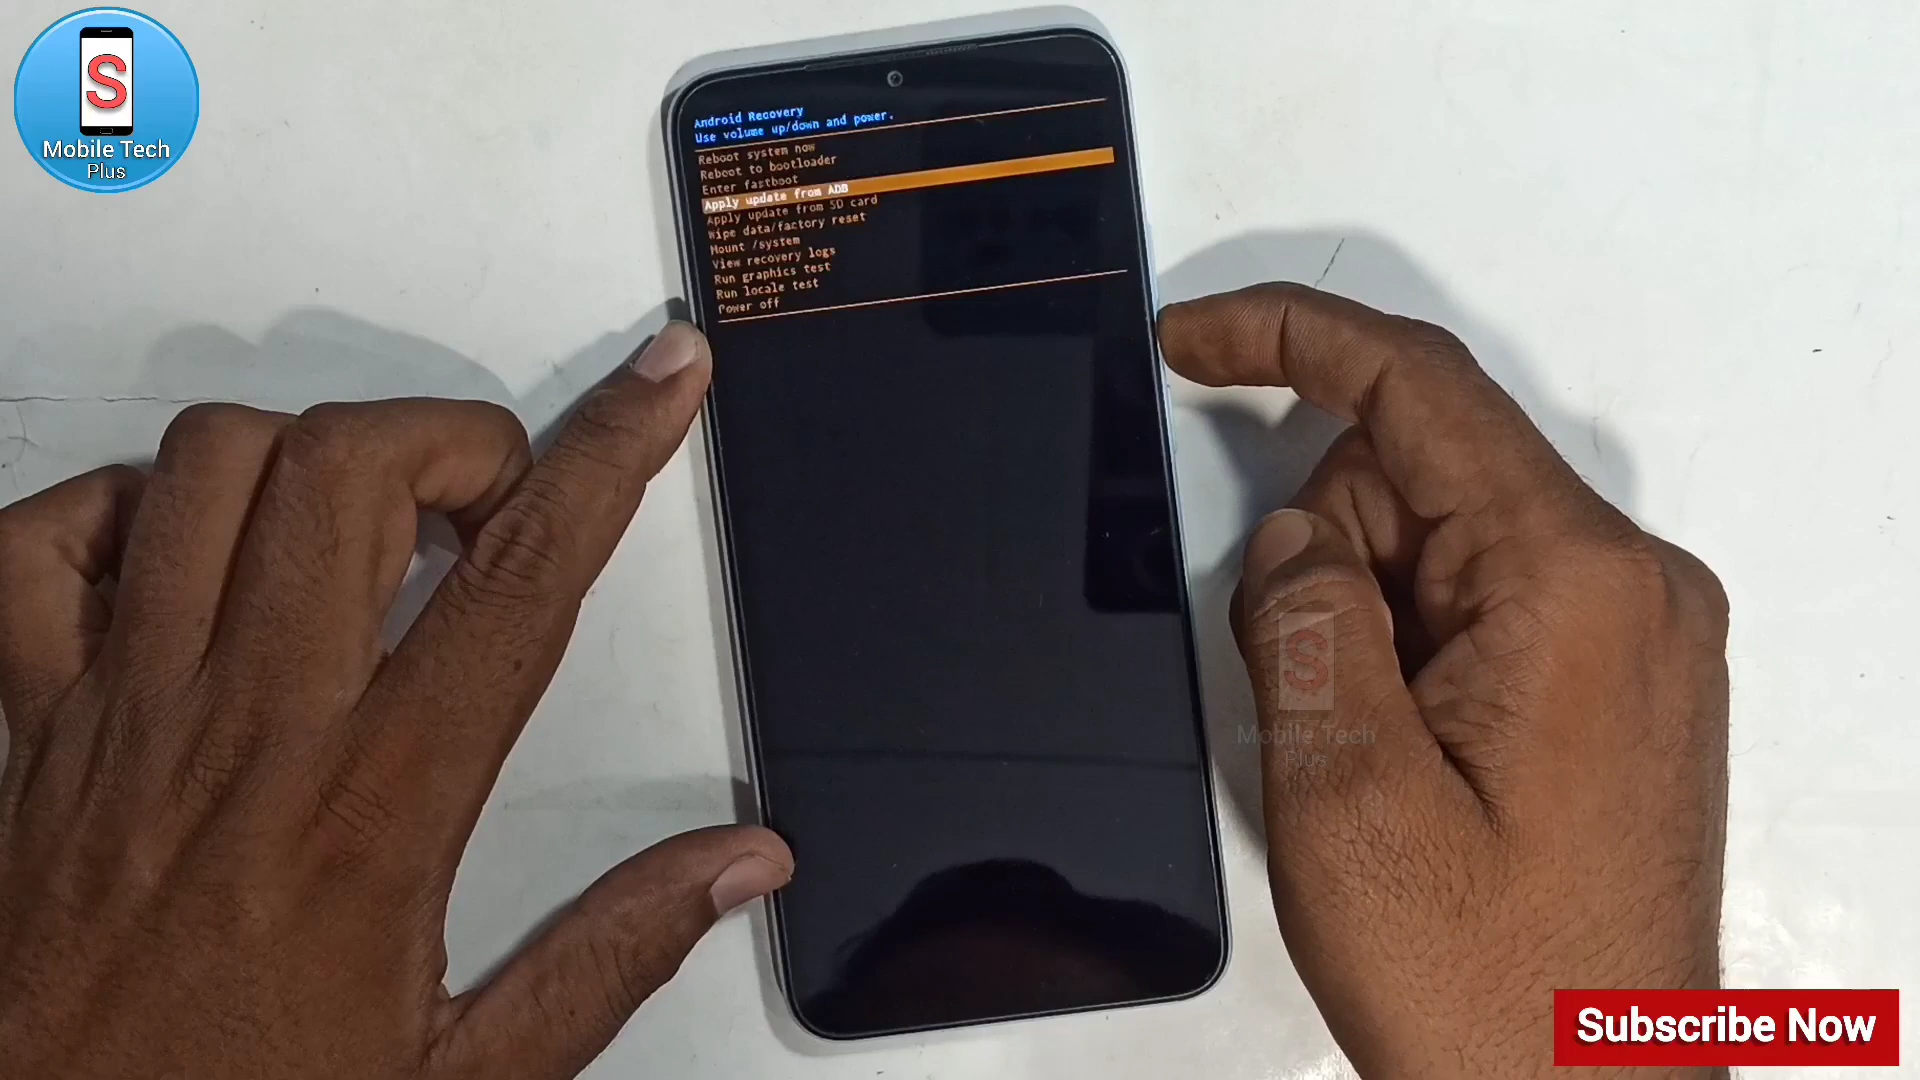 S
Mobile Tech
Plus
Android Recovery
Use volume up/down and power.
Reboot system now
Reboot to bootloader
Enter fastboot
Apply update from ADB
Apply update from SD card
Wipe data/factory reset
Mount /system
View recovery logs
Run graphics test
Run locale test
Power off
S
Mobile Tech
Plus
Subscribe Now